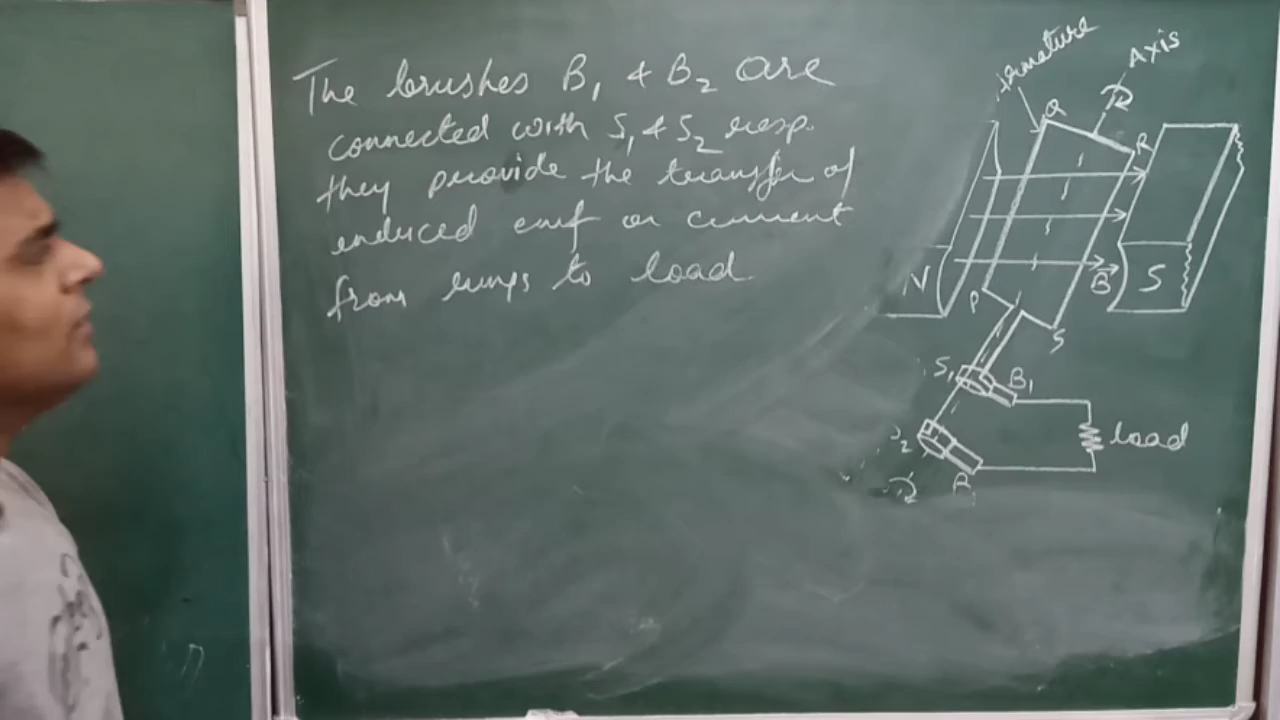 The brushes B1 & B2 are
connected with S1 & S2 resp.
they provide the transfer of
induced emf or current
from rings to load
Armature
Axis
Q
R
N
B
S
P
S
S1
B1
load
S2
B